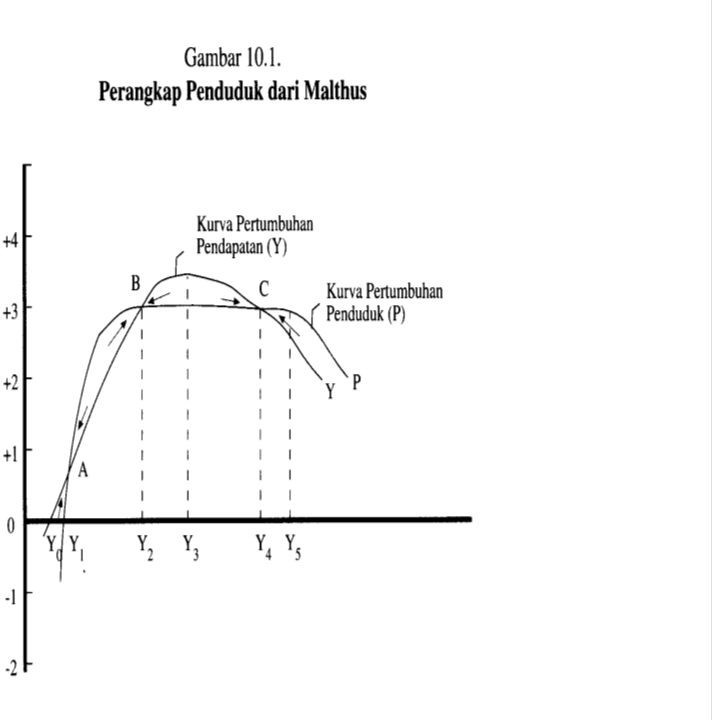 Gambar 10.1.
Perangkap Penduduk dari Malthus
Kurva Pertumbuhan
Pendapatan (Y)
+4
B
C
Kurva Pertumbuhan
Penduduk (P)
+3
+2
Y
P
+1
A
0
Y0 Y1 Y2 Y3 Y4 Y5
-1
-2